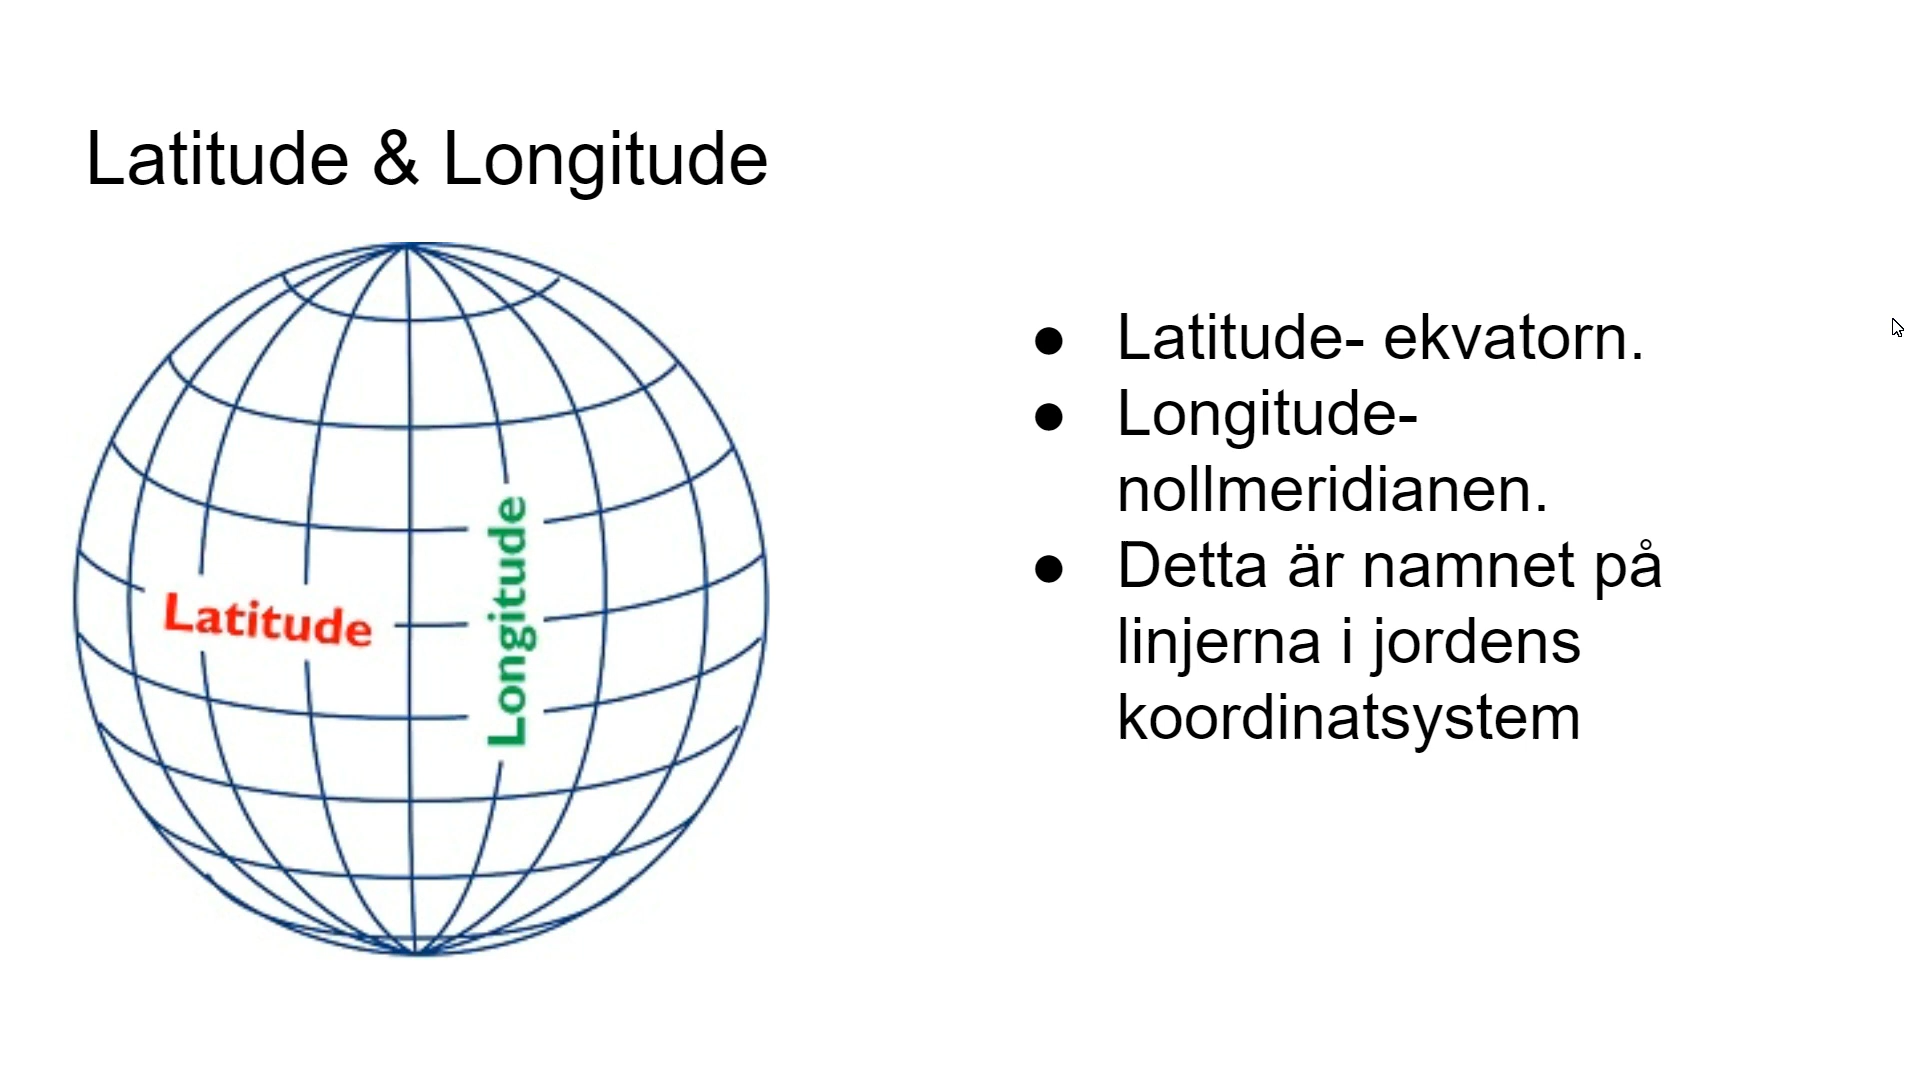 Latitude & Longitude
Latitude
Longitude
● Latitude- ekvatorn.
● Longitude-
nollmeridianen.
● Detta är namnet på
linjerna i jordens
koordinatsystem